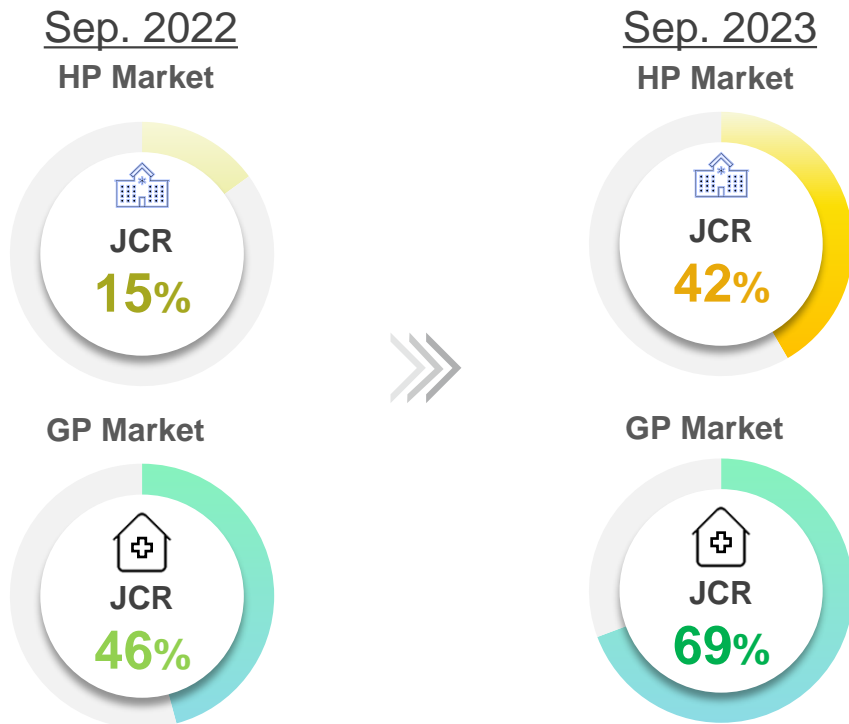 Sep. 2022
HP Market
JCR
15%
GP Market
JCR
46%
Sep. 2023
HP Market
JCR
42%
GP Market
JCR
69%